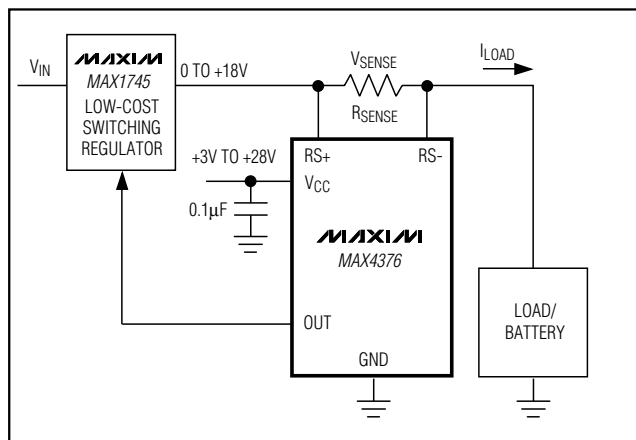 V_IN
MAXIM
MAX1745
LOW-COST
SWITCHING
REGULATOR
0 TO +18V
V_SENSE
R_SENSE
I_LOAD
+3V TO +28V
0.1µF
RS+
RS-
V_CC
MAXIM
MAX4376
OUT
GND
LOAD/
BATTERY